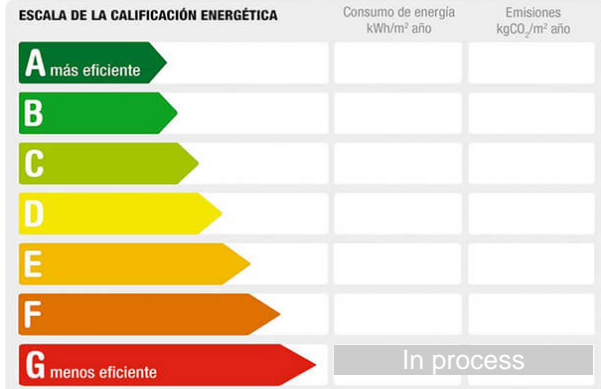 ESCALA DE LA CALIFICACIÓN ENERGÉTICA
Consumo de energía
kWh/m² año
Emisiones
kgCO₂/m² año
A más eficiente
B
C
D
E
F
G menos eficiente
In process